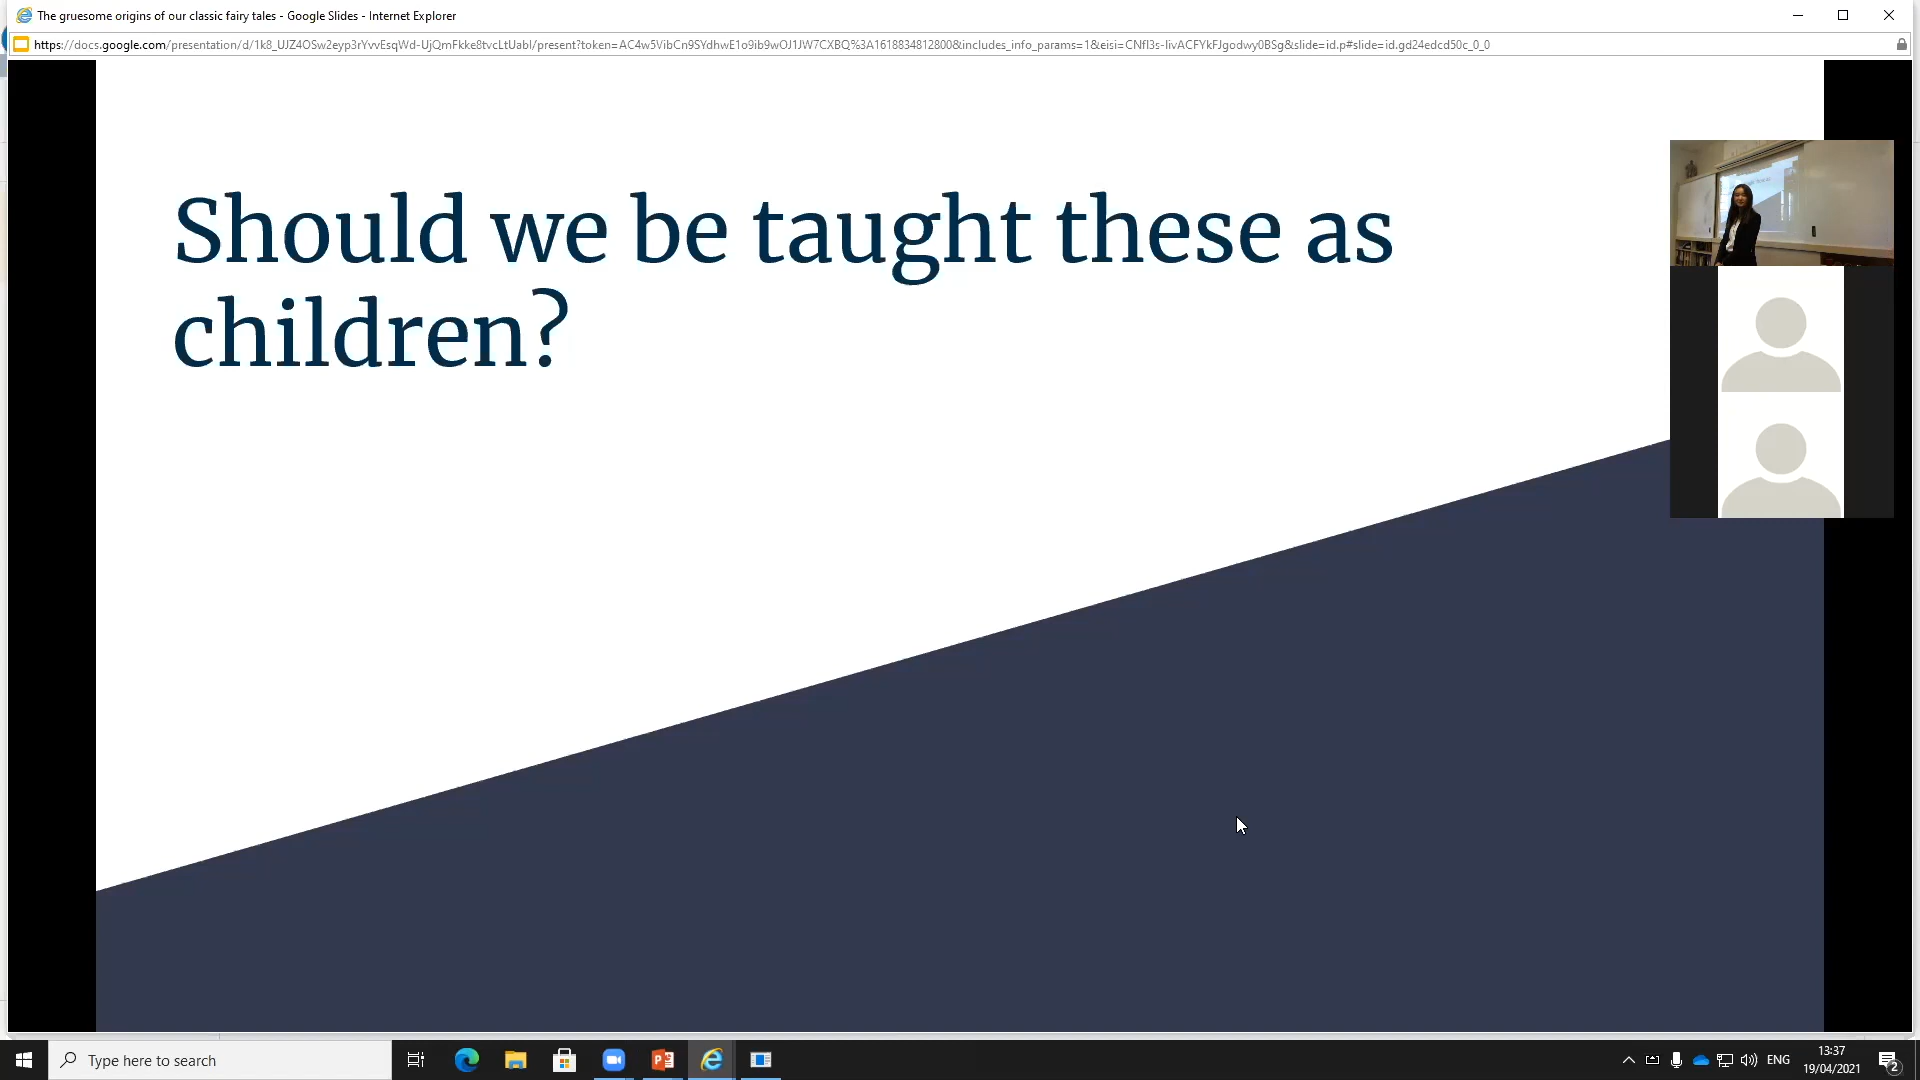 The gruesome origins of our classic fairy tales - Google Slides - Internet Explorer
https://docs.google.com/presentation/d/1k8_UJZ4OSw2eyp3rYvvEsqWd-UjQmFkke8tvcLtUabI/present?token=AC4w5VibCn9SYdhwE1o9ib9wOJ1JW7CXBQ%3A1618834812800&includes_info_params=1&eisi=CNfI3s-IivACFYkFJgodwy0BSg&slide=id.p#slide=id.gd24edcd50c_0_0
Should we be taught these as
children?
Type here to search
ENG
13:37
19/04/2021
2